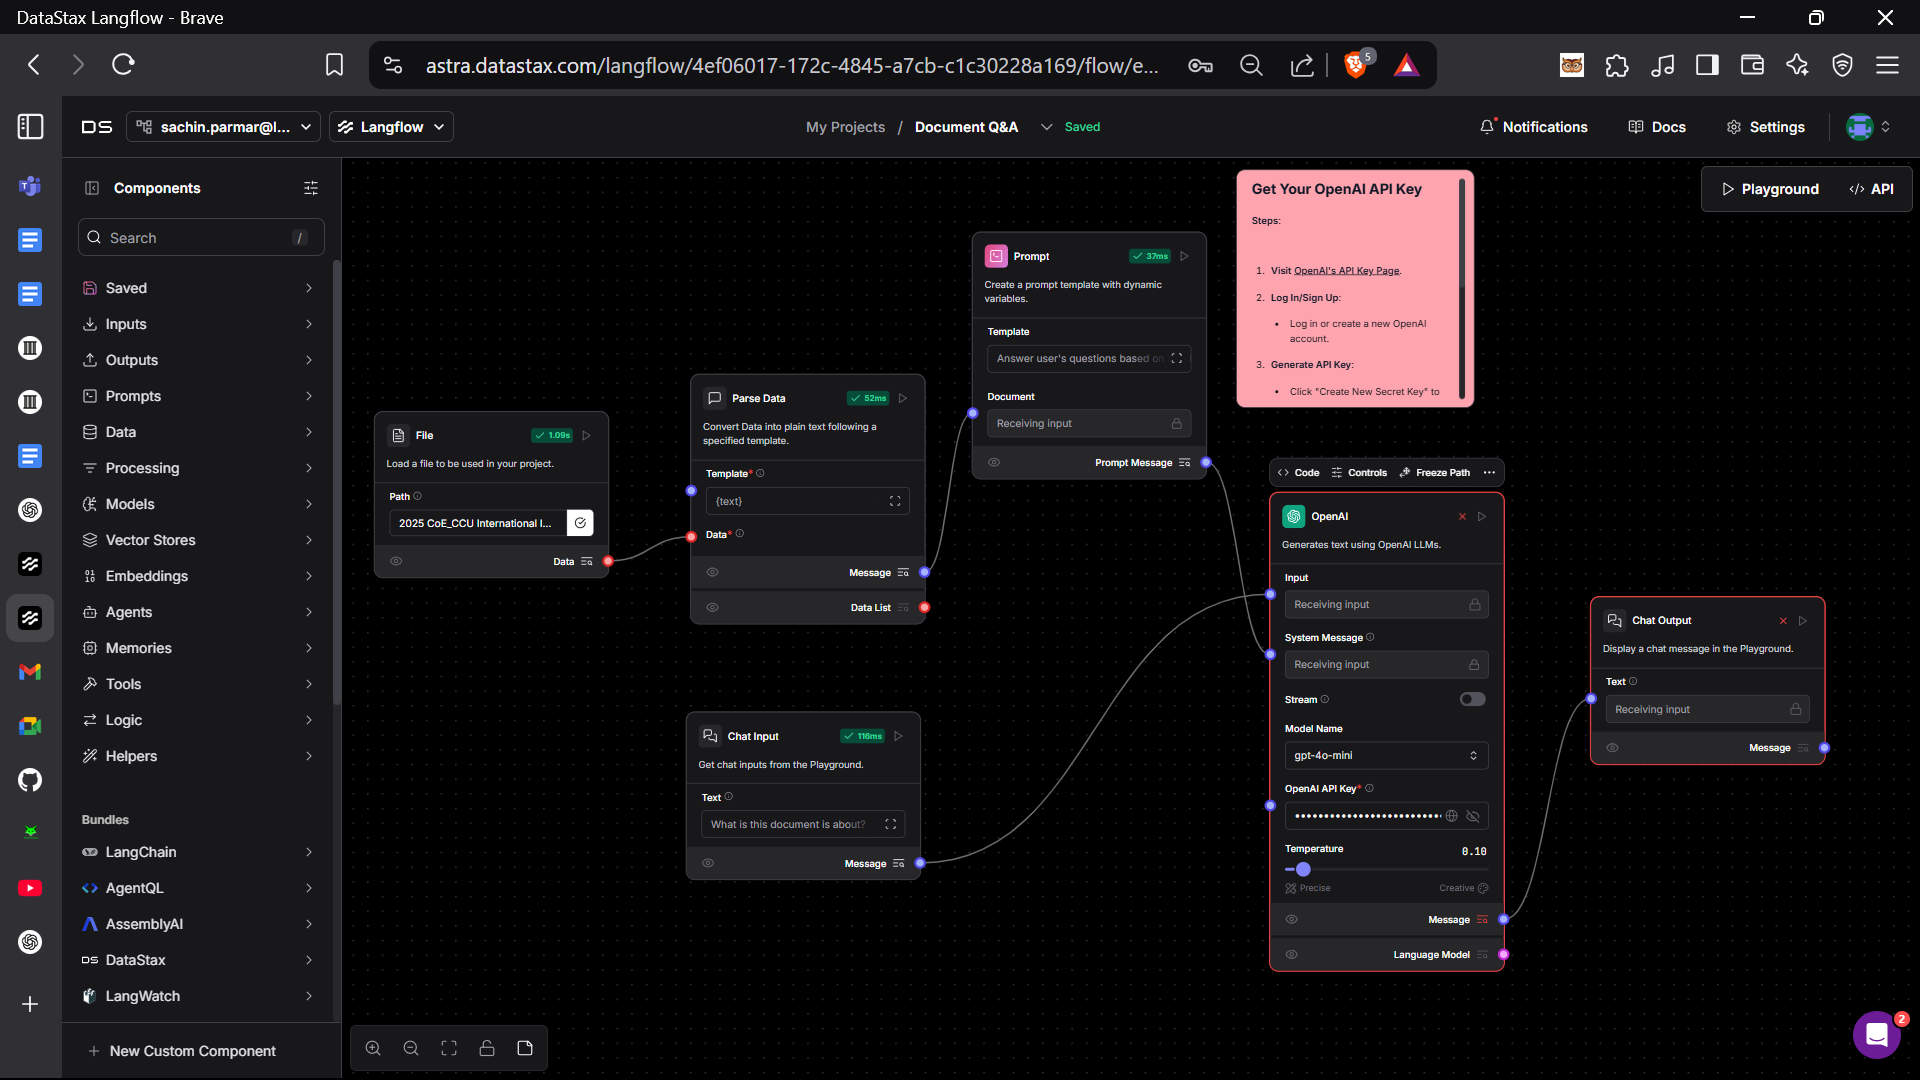 DataStax Langflow - Brave
astra.datastax.com/langflow/4ef06017-172c-4845-a7cb-c1c30228a169/flow/e...
5
DS
sachin.parmar@l...
Langflow
My Projects / Document Q&A
Saved
Notifications
Docs
Settings
Components
Search
/
Saved
Inputs
Outputs
Prompts
Data
Processing
Models
Vector Stores
Embeddings
Agents
Memories
Tools
Logic
Helpers
Bundles
LangChain
AgentQL
AssemblyAI
DS DataStax
LangWatch
+ New Custom Component
Playground
API
Get Your OpenAI API Key
Steps:
1. Visit OpenAI's API Key Page.
2. Log In/Sign Up:
• Log in or create a new OpenAI
account.
3. Generate API Key:
• Click "Create New Secret Key" to
File
1.09s
Load a file to be used in your project.
Path
2025 CoE_CCU International I...
Data
Parse Data
52ms
Convert Data into plain text following a
specified template.
Template*
{text}
Data*
Message
Data List
Prompt
37ms
Create a prompt template with dynamic
variables.
Template
Answer user's questions based on
Document
Receiving input
Prompt Message
Chat Input
116ms
Get chat inputs from the Playground.
Text
What is this document is about?
Message
Code
Controls
Freeze Path
OpenAI
Generates text using OpenAI LLMs.
Input
Receiving input
System Message
Receiving input
Stream
Model Name
gpt-4o-mini
OpenAI API Key*
Temperature
0.10
Precise
Creative
Message
Language Model
Chat Output
Display a chat message in the Playground.
Text
Receiving input
Message
2